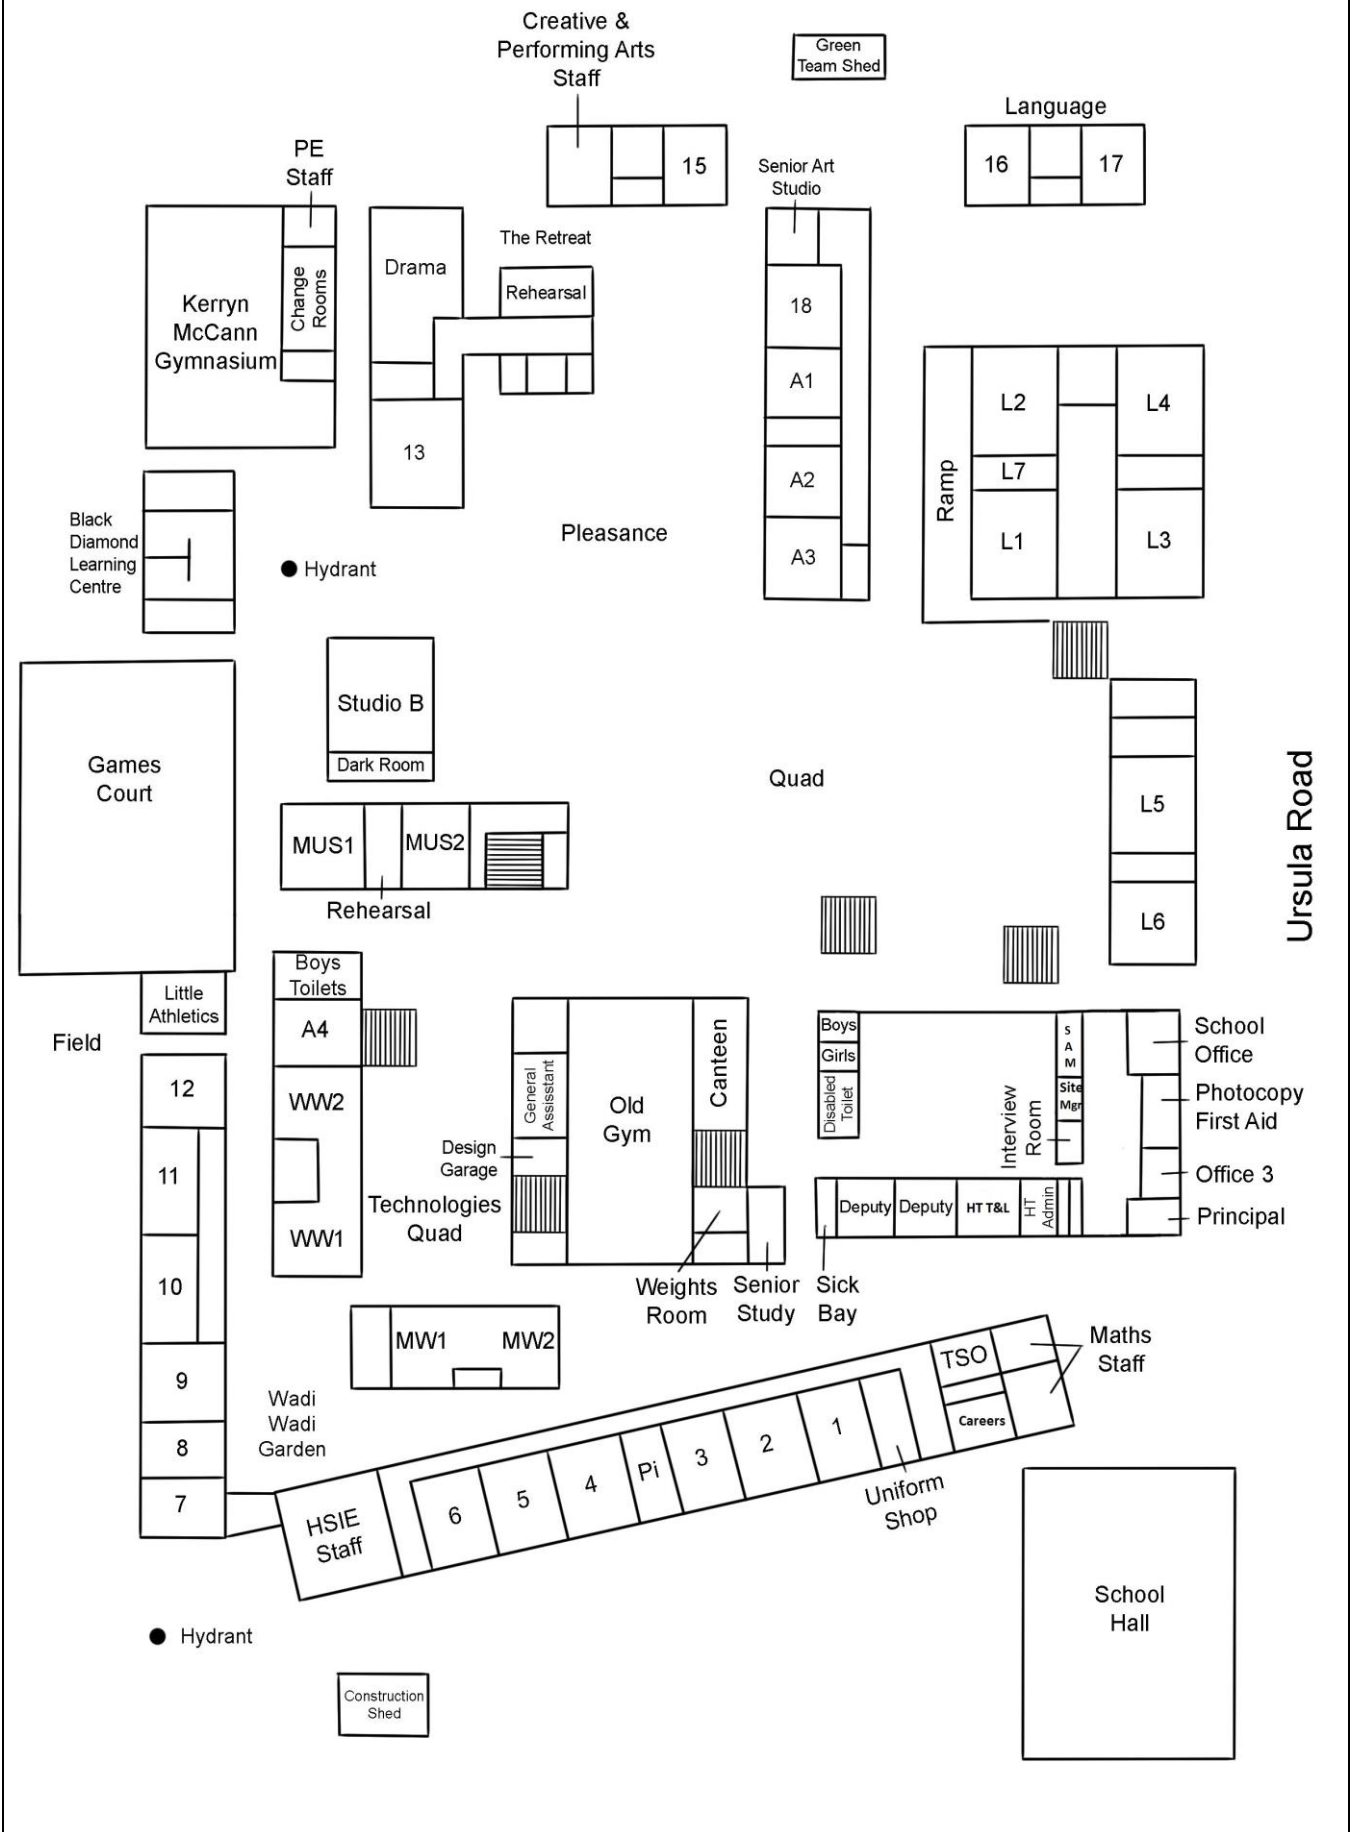 Creative &
Performing Arts
Staff
Green
Team Shed
Language
15
16
17
PE
Staff
Senior Art
Studio
The Retreat
Drama
Rehearsal
Change
Rooms
Kerryn
McCann
Gymnasium
18
A1
A2
A3
L2
L4
L7
L1
L3
Ramp
13
Black
Diamond
Learning
Centre
Pleasance
Hydrant
Studio B
Dark Room
Games
Court
Quad
L5
L6
Ursula Road
MUS1
MUS2
Rehearsal
Boys
Toilets
Little
Athletics
A4
Field
12
WW2
11
10
WW1
General
Assisstant
Design
Garage
Technologies
Quad
Old
Gym
Canteen
Boys
Girls
Disabled
Toilet
S
A
M
Site
Mgr
Interview
Room
School
Office
Photocopy
First Aid
Office 3
Principal
Deputy
Deputy
HT T&L
HT
Admin
Weights
Room
Senior
Study
Sick
Bay
MW1
MW2
9
8
7
Wadi
Wadi
Garden
TSO
Maths
Staff
Careers
HSIE
Staff
6
5
4
Pi
3
2
1
Uniform
Shop
School
Hall
Hydrant
Construction
Shed